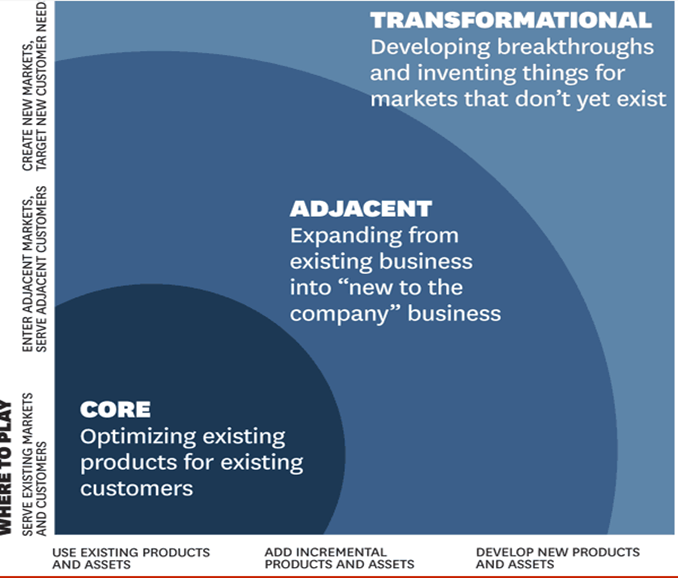 TRANSFORMATIONAL
Developing breakthroughs
and inventing things for
markets that don't yet exist
ADJACENT
Expanding from
existing business
into “new to the
company” business
CORE
Optimizing existing
products for existing
customers
WHERE TO PLAY
CREATE NEW MARKETS,
TARGET NEW CUSTOMER NEED
ENTER ADJACENT MARKETS,
SERVE ADJACENT CUSTOMERS
SERVE EXISTING MARKETS
AND CUSTOMERS
USE EXISTING PRODUCTS
AND ASSETS
ADD INCREMENTAL
PRODUCTS AND ASSETS
DEVELOP NEW PRODUCTS
AND ASSETS